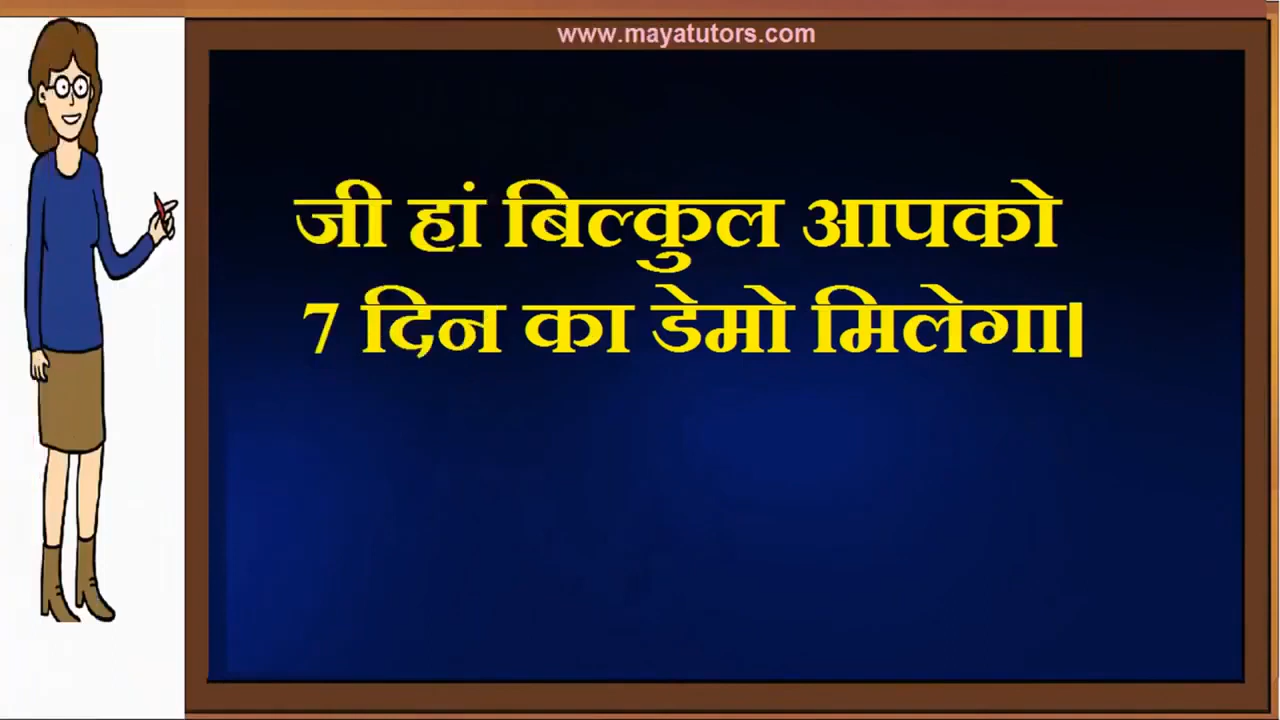 www.mayatutors.com
जी हां बिल्कुल आपको
7 दिन का डेमो मिलेगा।